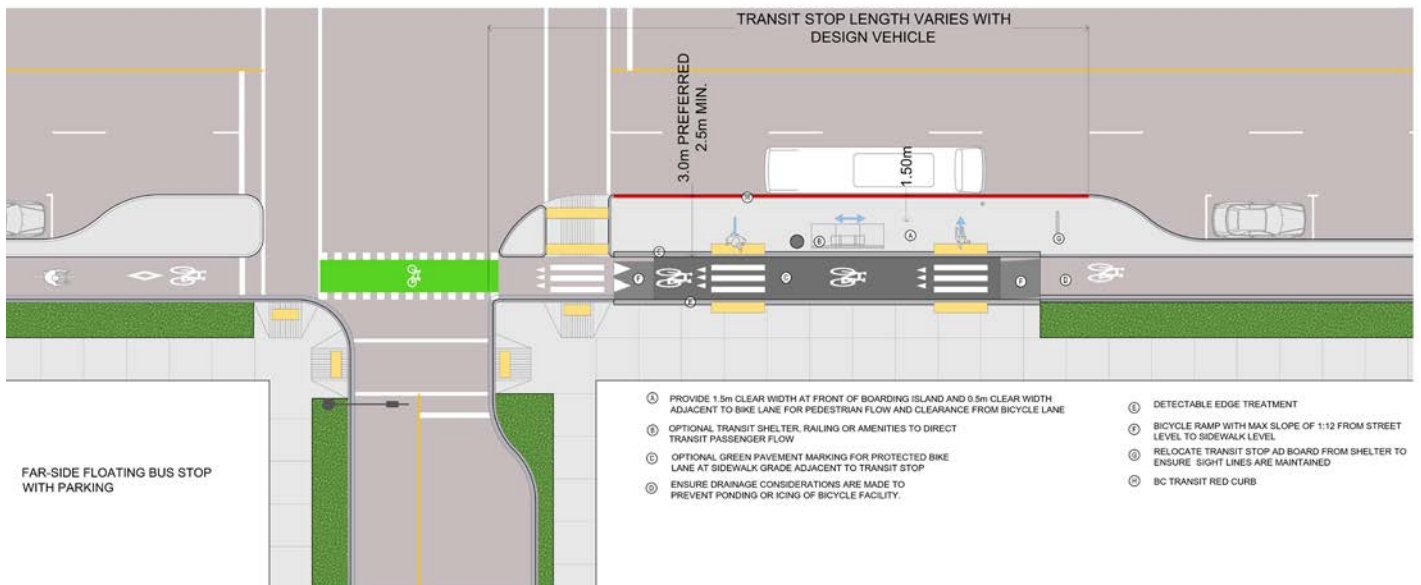 TRANSIT STOP LENGTH VARIES WITH
DESIGN VEHICLE
3.0m PREFERRED
2.5m MIN.
1.50m
H
A
B
G
C
F
C
F
D
E
FAR-SIDE FLOATING BUS STOP
WITH PARKING
A PROVIDE 1.5m CLEAR WIDTH AT FRONT OF BOARDING ISLAND AND 0.5m CLEAR WIDTH
ADJACENT TO BIKE LANE FOR PEDESTRIAN FLOW AND CLEARANCE FROM BICYCLE LANE
B OPTIONAL TRANSIT SHELTER, RAILING OR AMENITIES TO DIRECT
TRANSIT PASSENGER FLOW
C OPTIONAL GREEN PAVEMENT MARKING FOR PROTECTED BIKE
LANE AT SIDEWALK GRADE ADJACENT TO TRANSIT STOP
D ENSURE DRAINAGE CONSIDERATIONS ARE MADE TO
PREVENT PONDING OR ICING OF BICYCLE FACILITY.
E DETECTABLE EDGE TREATMENT
F BICYCLE RAMP WITH MAX SLOPE OF 1:12 FROM STREET
LEVEL TO SIDEWALK LEVEL
G RELOCATE TRANSIT STOP AD BOARD FROM SHELTER TO
ENSURE SIGHT LINES ARE MAINTAINED
H BC TRANSIT RED CURB